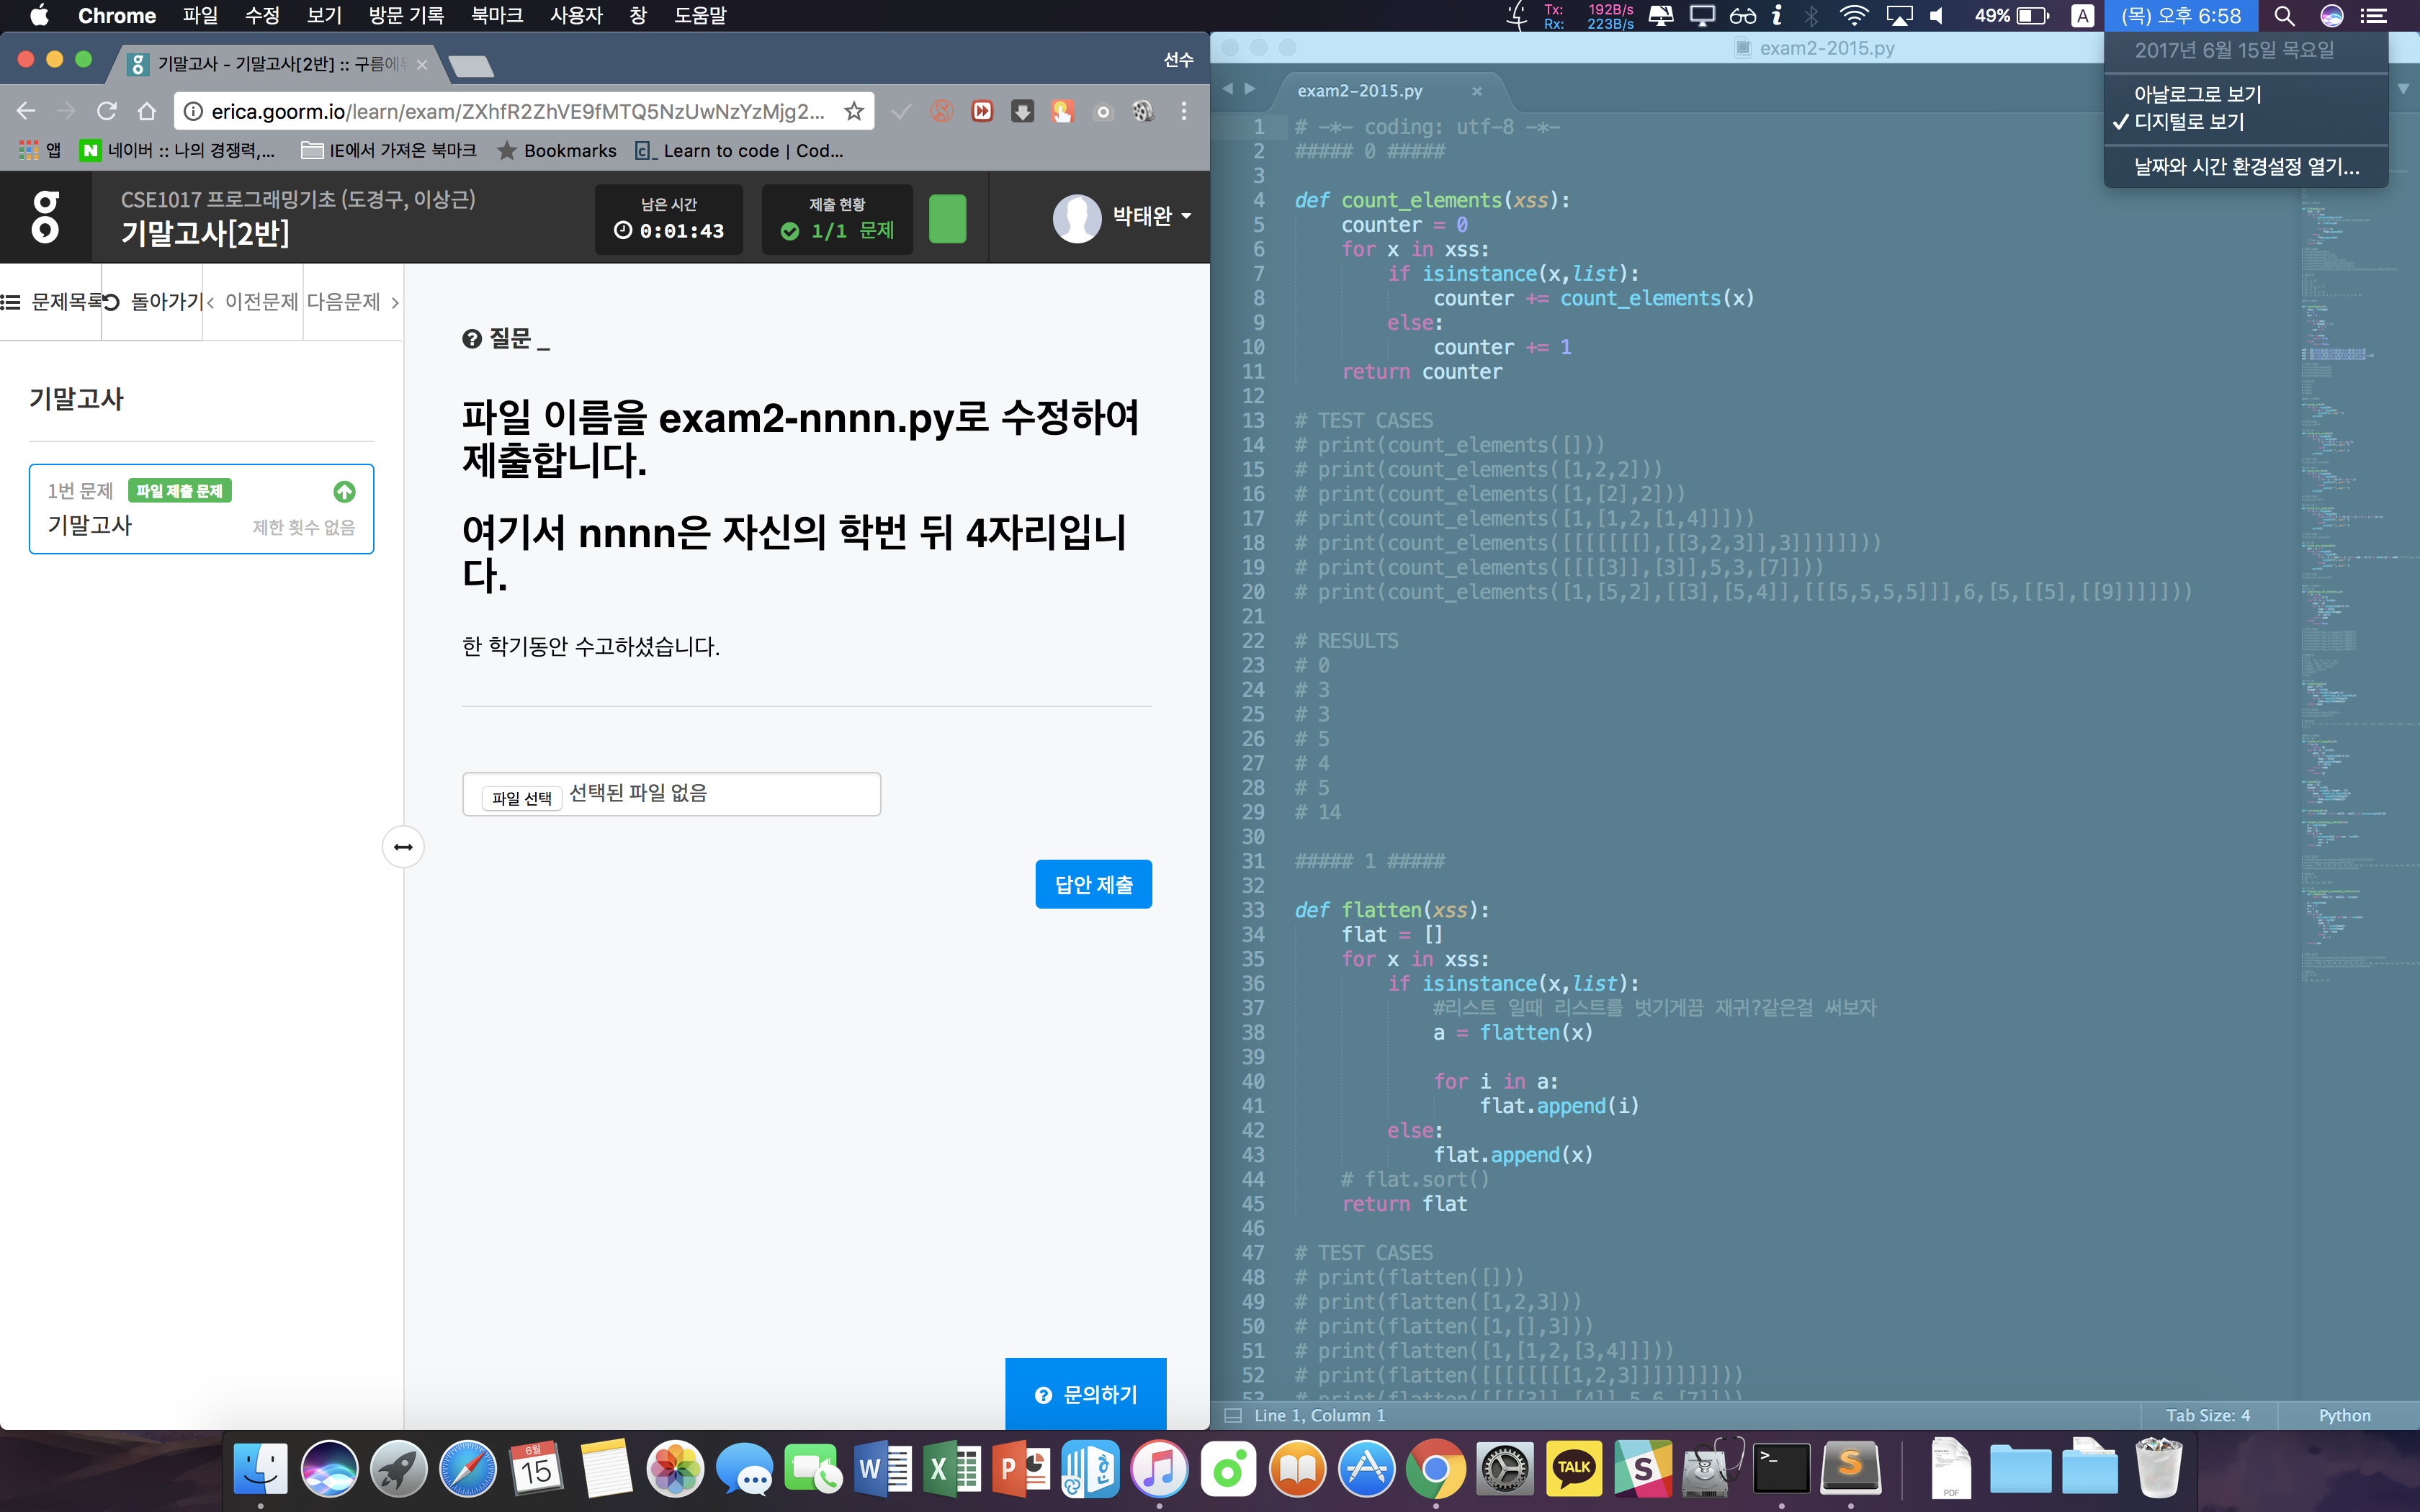 Chrome 파일 수정 보기 방문 기록 북마크 사용자 창 도움말
Tx: 192B/s
Rx: 223B/s
49%
A
(목) 오후 6:58
2017년 6월 15일 목요일
아날로그로 보기
✓ 디지털로 보기
날짜와 시간 환경설정 열기...
기말고사 - 기말고사[2반] :: 구름에듀
선수
erica.goorm.io/learn/exam/ZXhfR2ZhVE9fMTQ5NzUwNzYzMjg2...
앱
네이버 :: 나의 경쟁력,...
IE에서 가져온 북마크
Bookmarks
Learn to code | Cod...
CSE1017 프로그래밍기초 (도경구, 이상근)
기말고사[2반]
남은 시간
0:01:43
제출 현황
1/1 문제
박태완
문제목록
돌아가기
이전문제
다음문제
기말고사
1번 문제 파일 제출 문제
기말고사
제한 횟수 없음
질문 _
파일 이름을 exam2-nnnn.py로 수정하여
제출합니다.
여기서 nnnn은 자신의 학번 뒤 4자리입니
다.
한 학기동안 수고하셨습니다.
파일 선택 선택된 파일 없음
답안 제출
문의하기
exam2-2015.py
exam2-2015.py
1 # -*- coding: utf-8 -*-
2 ##### 0 #####
3
4 def count_elements(xss):
5 counter = 0
6 for x in xss:
7 if isinstance(x,list):
8 counter += count_elements(x)
9 else:
10 counter += 1
11 return counter
12
13 # TEST CASES
14 # print(count_elements([]))
15 # print(count_elements([1,2,2]))
16 # print(count_elements([1,[2],2]))
17 # print(count_elements([1,[1,2,[1,4]]]))
18 # print(count_elements([[[[[[[],[[3,2,3]],3]]]]]]))
19 # print(count_elements([[[[3]],[3]],5,3,[7]]))
20 # print(count_elements([1,[5,2],[[3],[5,4]],[[[5,5,5,5]]],6,[5,[[5],[[9]]]]]))
21
22 # RESULTS
23 # 0
24 # 3
25 # 3
26 # 5
27 # 4
28 # 5
29 # 14
30
31 ##### 1 #####
32
33 def flatten(xss):
34 flat = []
35 for x in xss:
36 if isinstance(x,list):
37 #리스트 일때 리스트를 벗기게끔 재귀?같은걸 써보자
38 a = flatten(x)
39
40 for i in a:
41 flat.append(i)
42 else:
43 flat.append(x)
44 # flat.sort()
45 return flat
46
47 # TEST CASES
48 # print(flatten([]))
49 # print(flatten([1,2,3]))
50 # print(flatten([1,[],3]))
51 # print(flatten([1,[1,2,[3,4]]]))
52 # print(flatten([[[[[[[[1,2,3]]]]]]]]))
53 # print(flatten([[[[3]],[4]],5,6,[7]]))
Line 1, Column 1
Tab Size: 4
Python
6월
15
W
X
P
TALK
S
>_
S
PDF